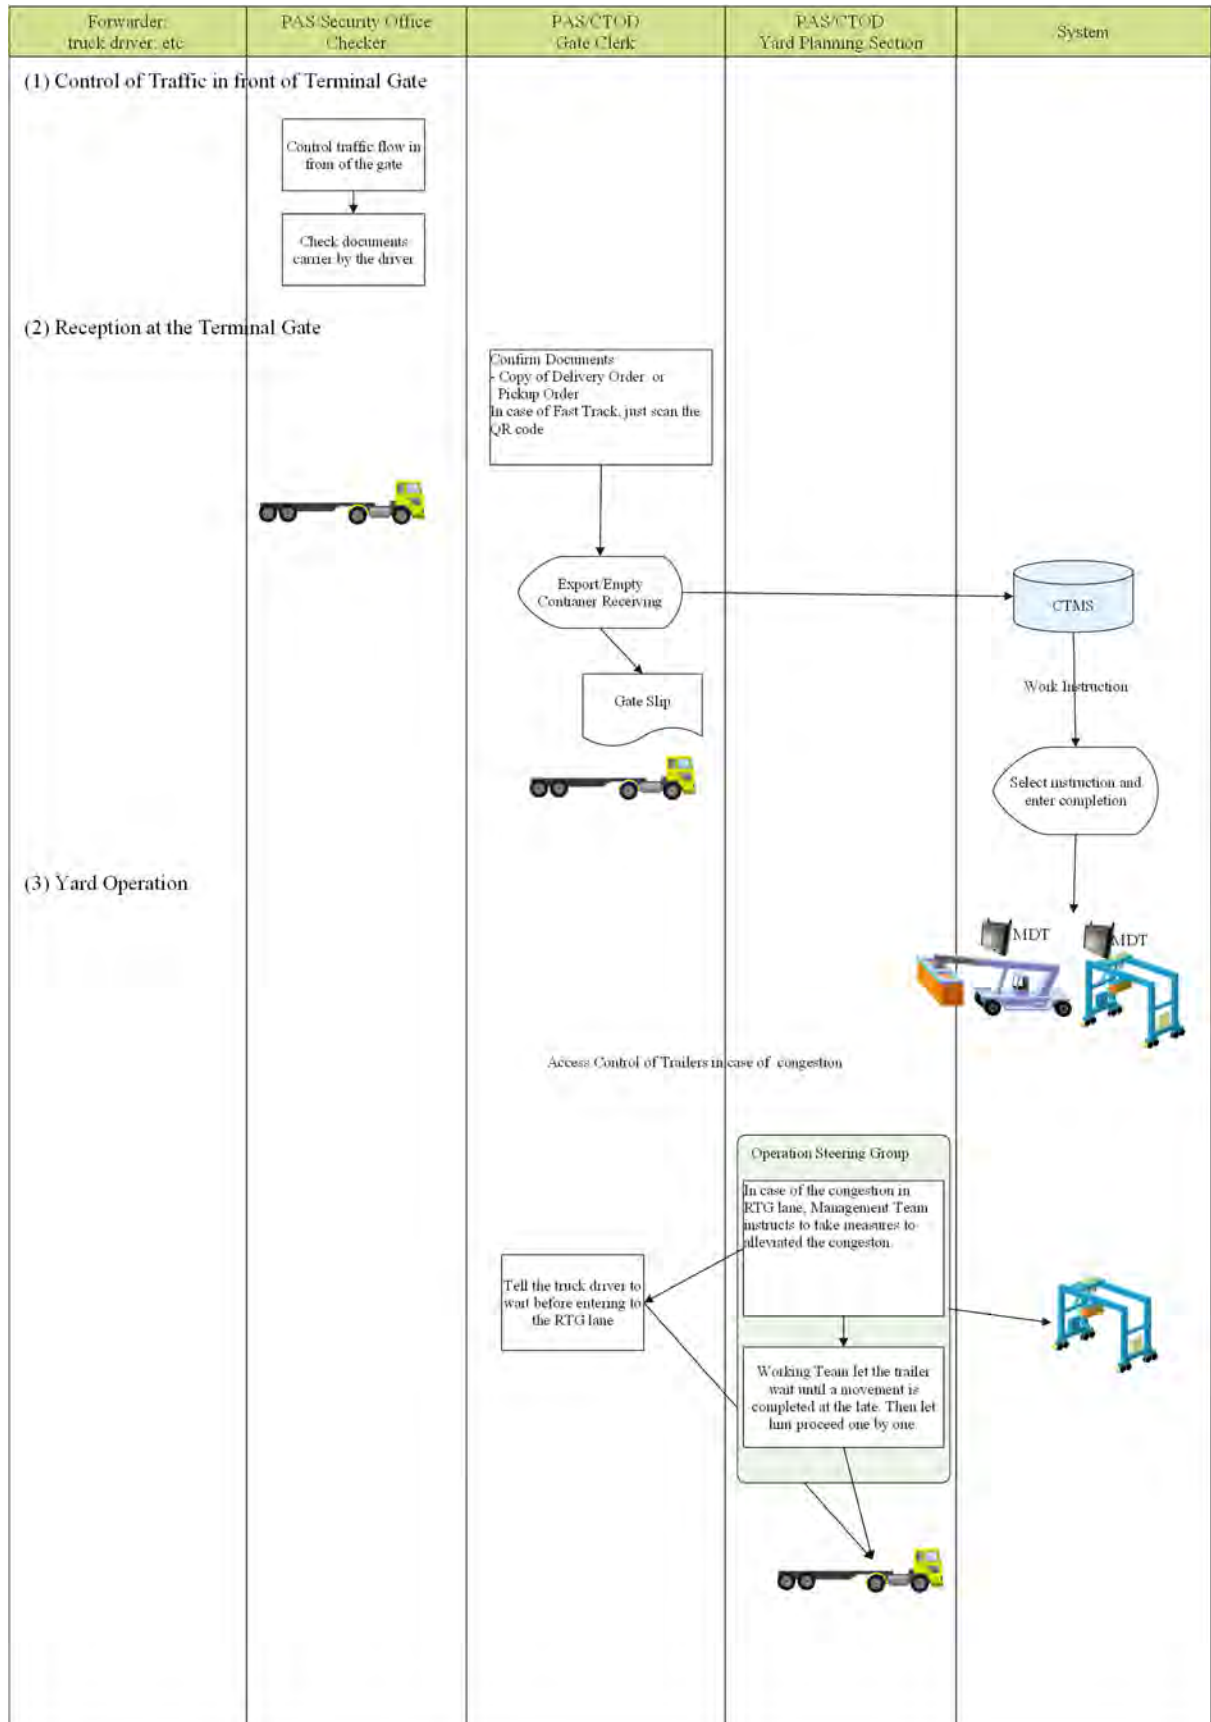 Forwarder:
truck driver, etc
PAS/Security Office
Checker
PAS/CTOD
Gate Clerk
PAS/CTOD
Yard Planning Section
System
(1) Control of Traffic in front of Terminal Gate
Control traffic flow in
from of the gate
Check documents
carrier by the driver
(2) Reception at the Terminal Gate
Confirm Documents
- Copy of Delivery Order or
Pickup Order
In case of Fast Track, just scan the
QR code
Export/Empty
Contraner Receiving
CTMS
Gate Slip
Work Instruction
Select instruction and
enter completion
(3) Yard Operation
MDT
MDT
Access Control of Trailers in case of congestion
Operation Steering Group
In case of the congestion in
RTG lane, Management Team
instructs to take measures to
alleviated the congeston.
Tell the truck driver to
wait before entering to
the RTG lane
Working Team let the trailer
wait until a movement is
completed at the late. Then let
him proceed one by one.